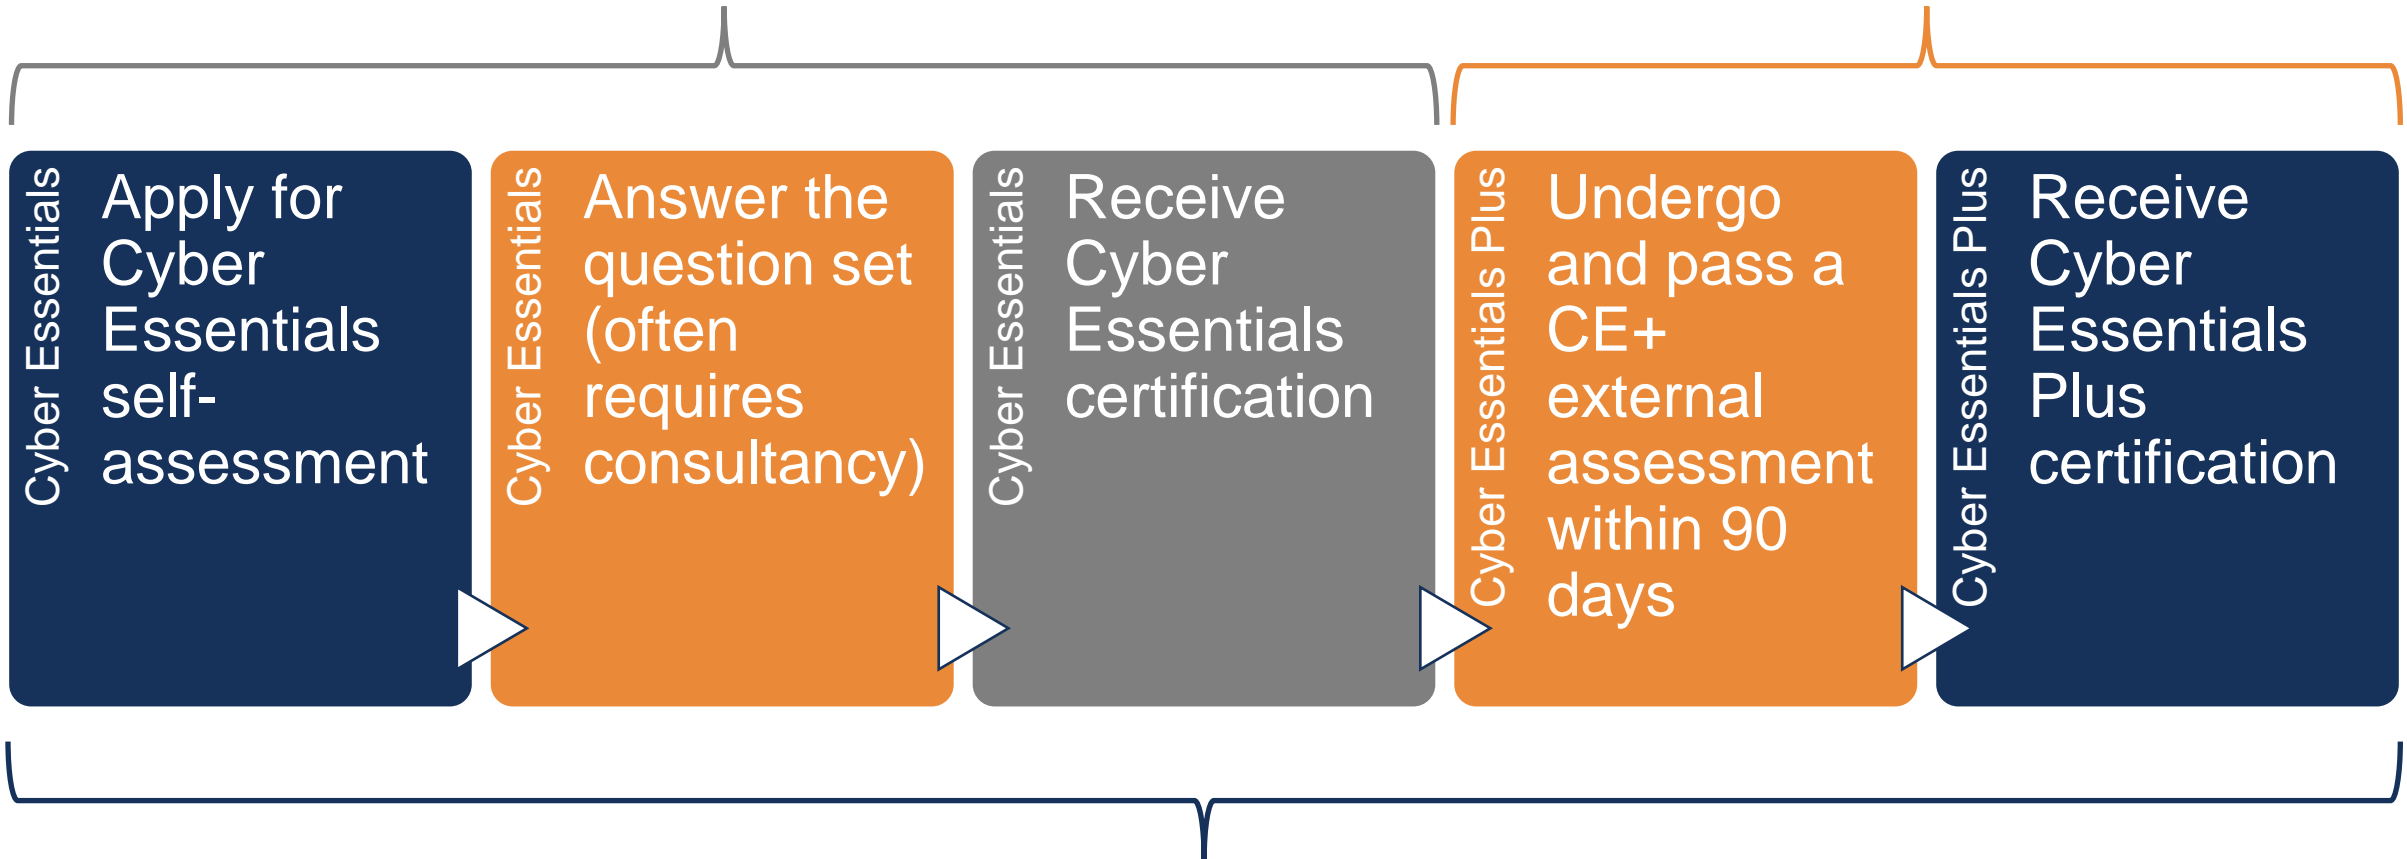 Cyber Essentials
Apply for
Cyber
Essentials
self-
assessment
Cyber Essentials
Answer the
question set
(often
requires
consultancy)
Cyber Essentials
Receive
Cyber
Essentials
certification
Cyber Essentials Plus
Undergo
and pass a
CE+
external
assessment
within 90
days
Cyber Essentials Plus
Receive
Cyber
Essentials
Plus
certification